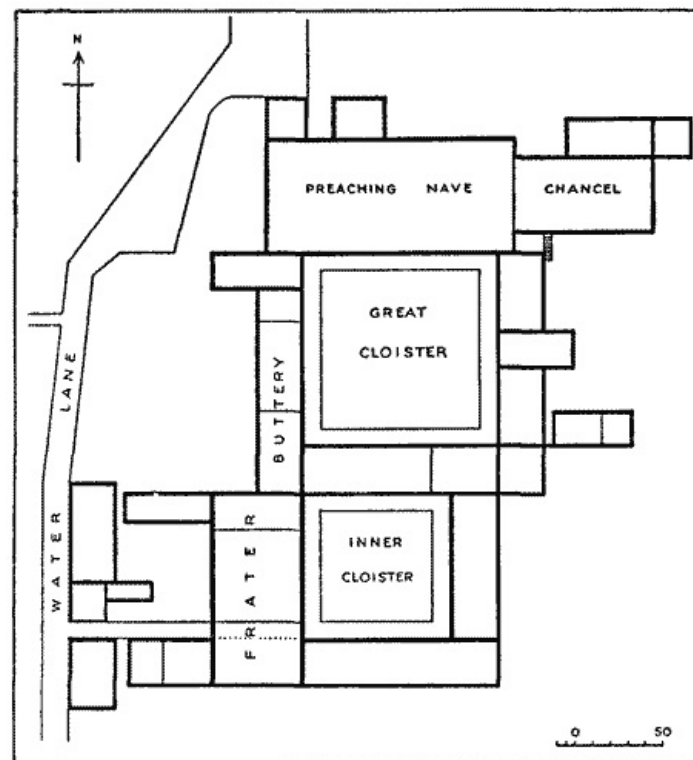 N
PREACHING NAVE
CHANCEL
GREAT
CLOISTER
BUTTERY
LANE
WATER
FRATER
INNER
CLOISTER
0 50